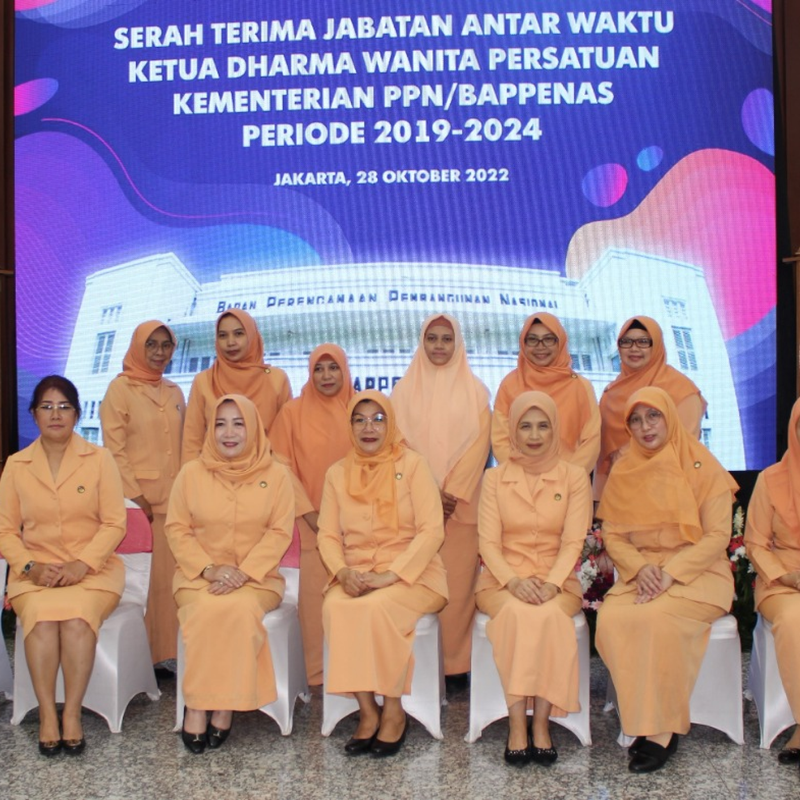 SERAH TERIMA JABATAN ANTAR WAKTU
KETUA DHARMA WANITA PERSATUAN
KEMENTERIAN PPN/BAPPENAS
PERIODE 2019-2024
JAKARTA, 28 OKTOBER 2022
BADAN PERENCANAAN PEMBANGUNAN NASIONAL